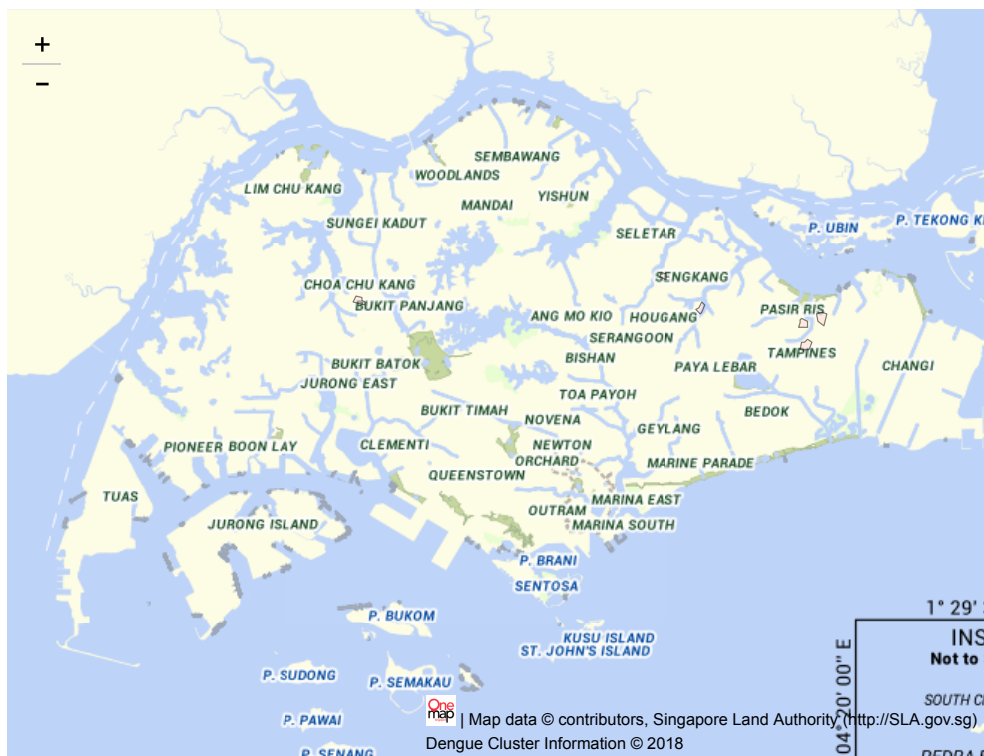 +
−
SEMBAWANG
WOODLANDS
LIM CHU KANG
MANDAI
YISHUN
SUNGEI KADUT
SELETAR
P. UBIN
P. TEKONG
CHOA CHU KANG
SENGKANG
BUKIT PANJANG
ANG MO KIO
HOUGANG
PASIR RIS
SERANGOON
BISHAN
TAMPINES
BUKIT BATOK
PAYA LEBAR
CHANGI
JURONG EAST
TOA PAYOH
BUKIT TIMAH
NOVENA
BEDOK
GEYLANG
PIONEER
BOON LAY
CLEMENTI
NEWTON
ORCHARD
MARINE PARADE
QUEENSTOWN
TUAS
MARINA EAST
OUTRAM
JURONG ISLAND
MARINA SOUTH
P. BRANI
SENTOSA
P. BUKOM
1° 29'
KUSU ISLAND
ST. JOHN'S ISLAND
INS
Not to
P. SUDONG
P. SEMAKAU
04' 20' 00" E
SOUTH C
P. PAWAI
One
map
| Map data © contributors, Singapore Land Authority (http://SLA.gov.sg)
Dengue Cluster Information © 2018
P. SENANG
PEDRA